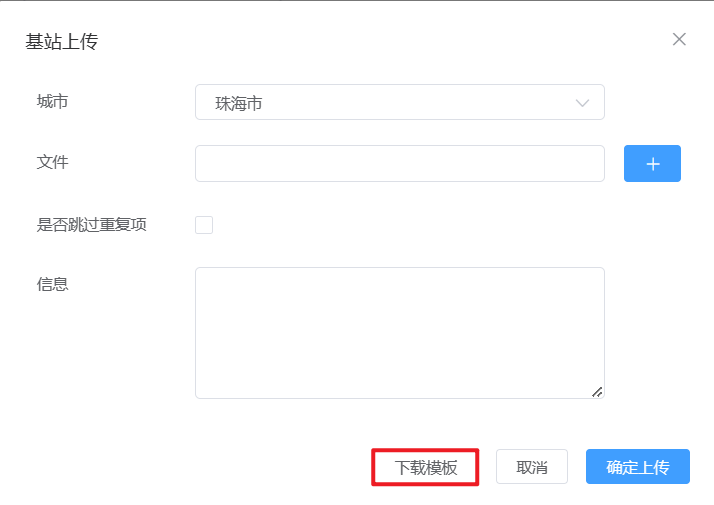 基站上传
城市
珠海市
文件
是否跳过重复项
信息
下载模板
取消
确定上传